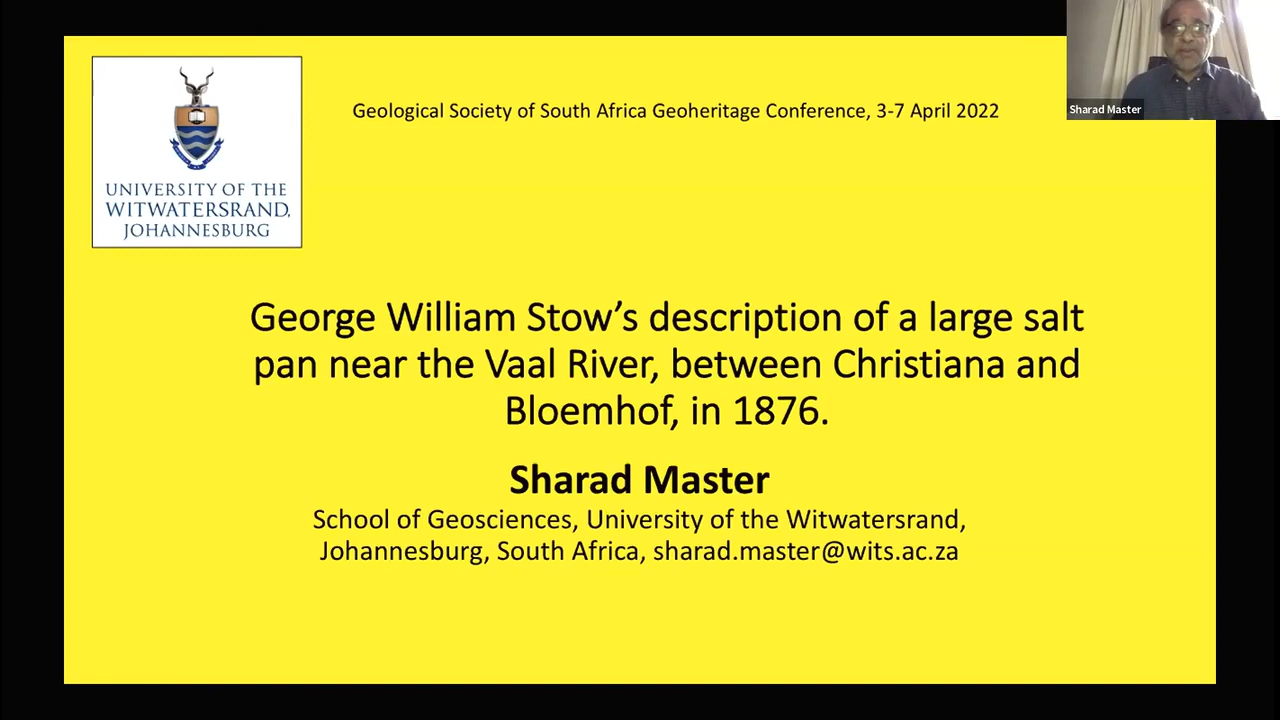 Sharad Master
UNIVERSITY OF THE
WITWATERSRAND,
JOHANNESBURG
Geological Society of South Africa Geoheritage Conference, 3-7 April 2022
George William Stow’s description of a large salt
pan near the Vaal River, between Christiana and
Bloemhof, in 1876.
Sharad Master
School of Geosciences, University of the Witwatersrand,
Johannesburg, South Africa, sharad.master@wits.ac.za